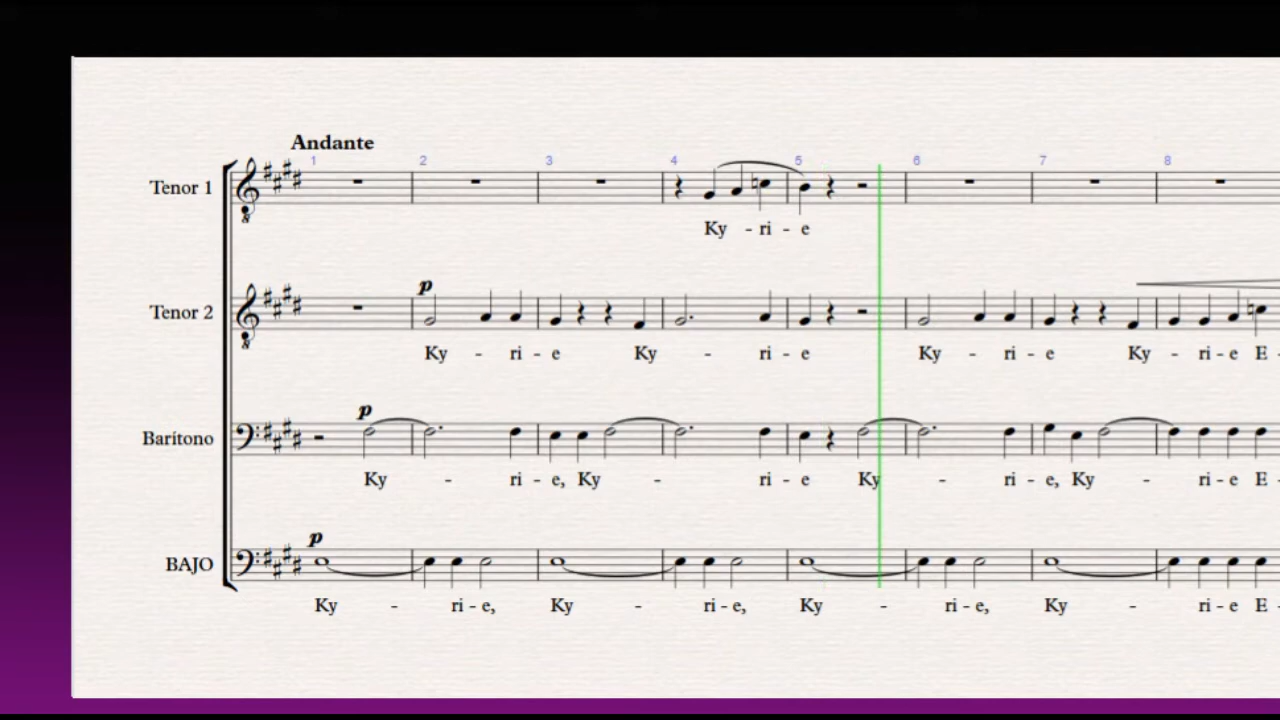 Andante
1 2 3 4 5 6 7 8
Tenor 1
Ky - ri - e
p
Tenor 2
Ky - ri - e Ky - ri - e Ky - ri - e Ky - ri - e E -
p
Barítono
Ky - ri - e, Ky - ri - e Ky - ri - e, Ky - ri - e E -
p
BAJO
Ky - ri - e, Ky - ri - e, Ky - ri - e, Ky - ri - e E -